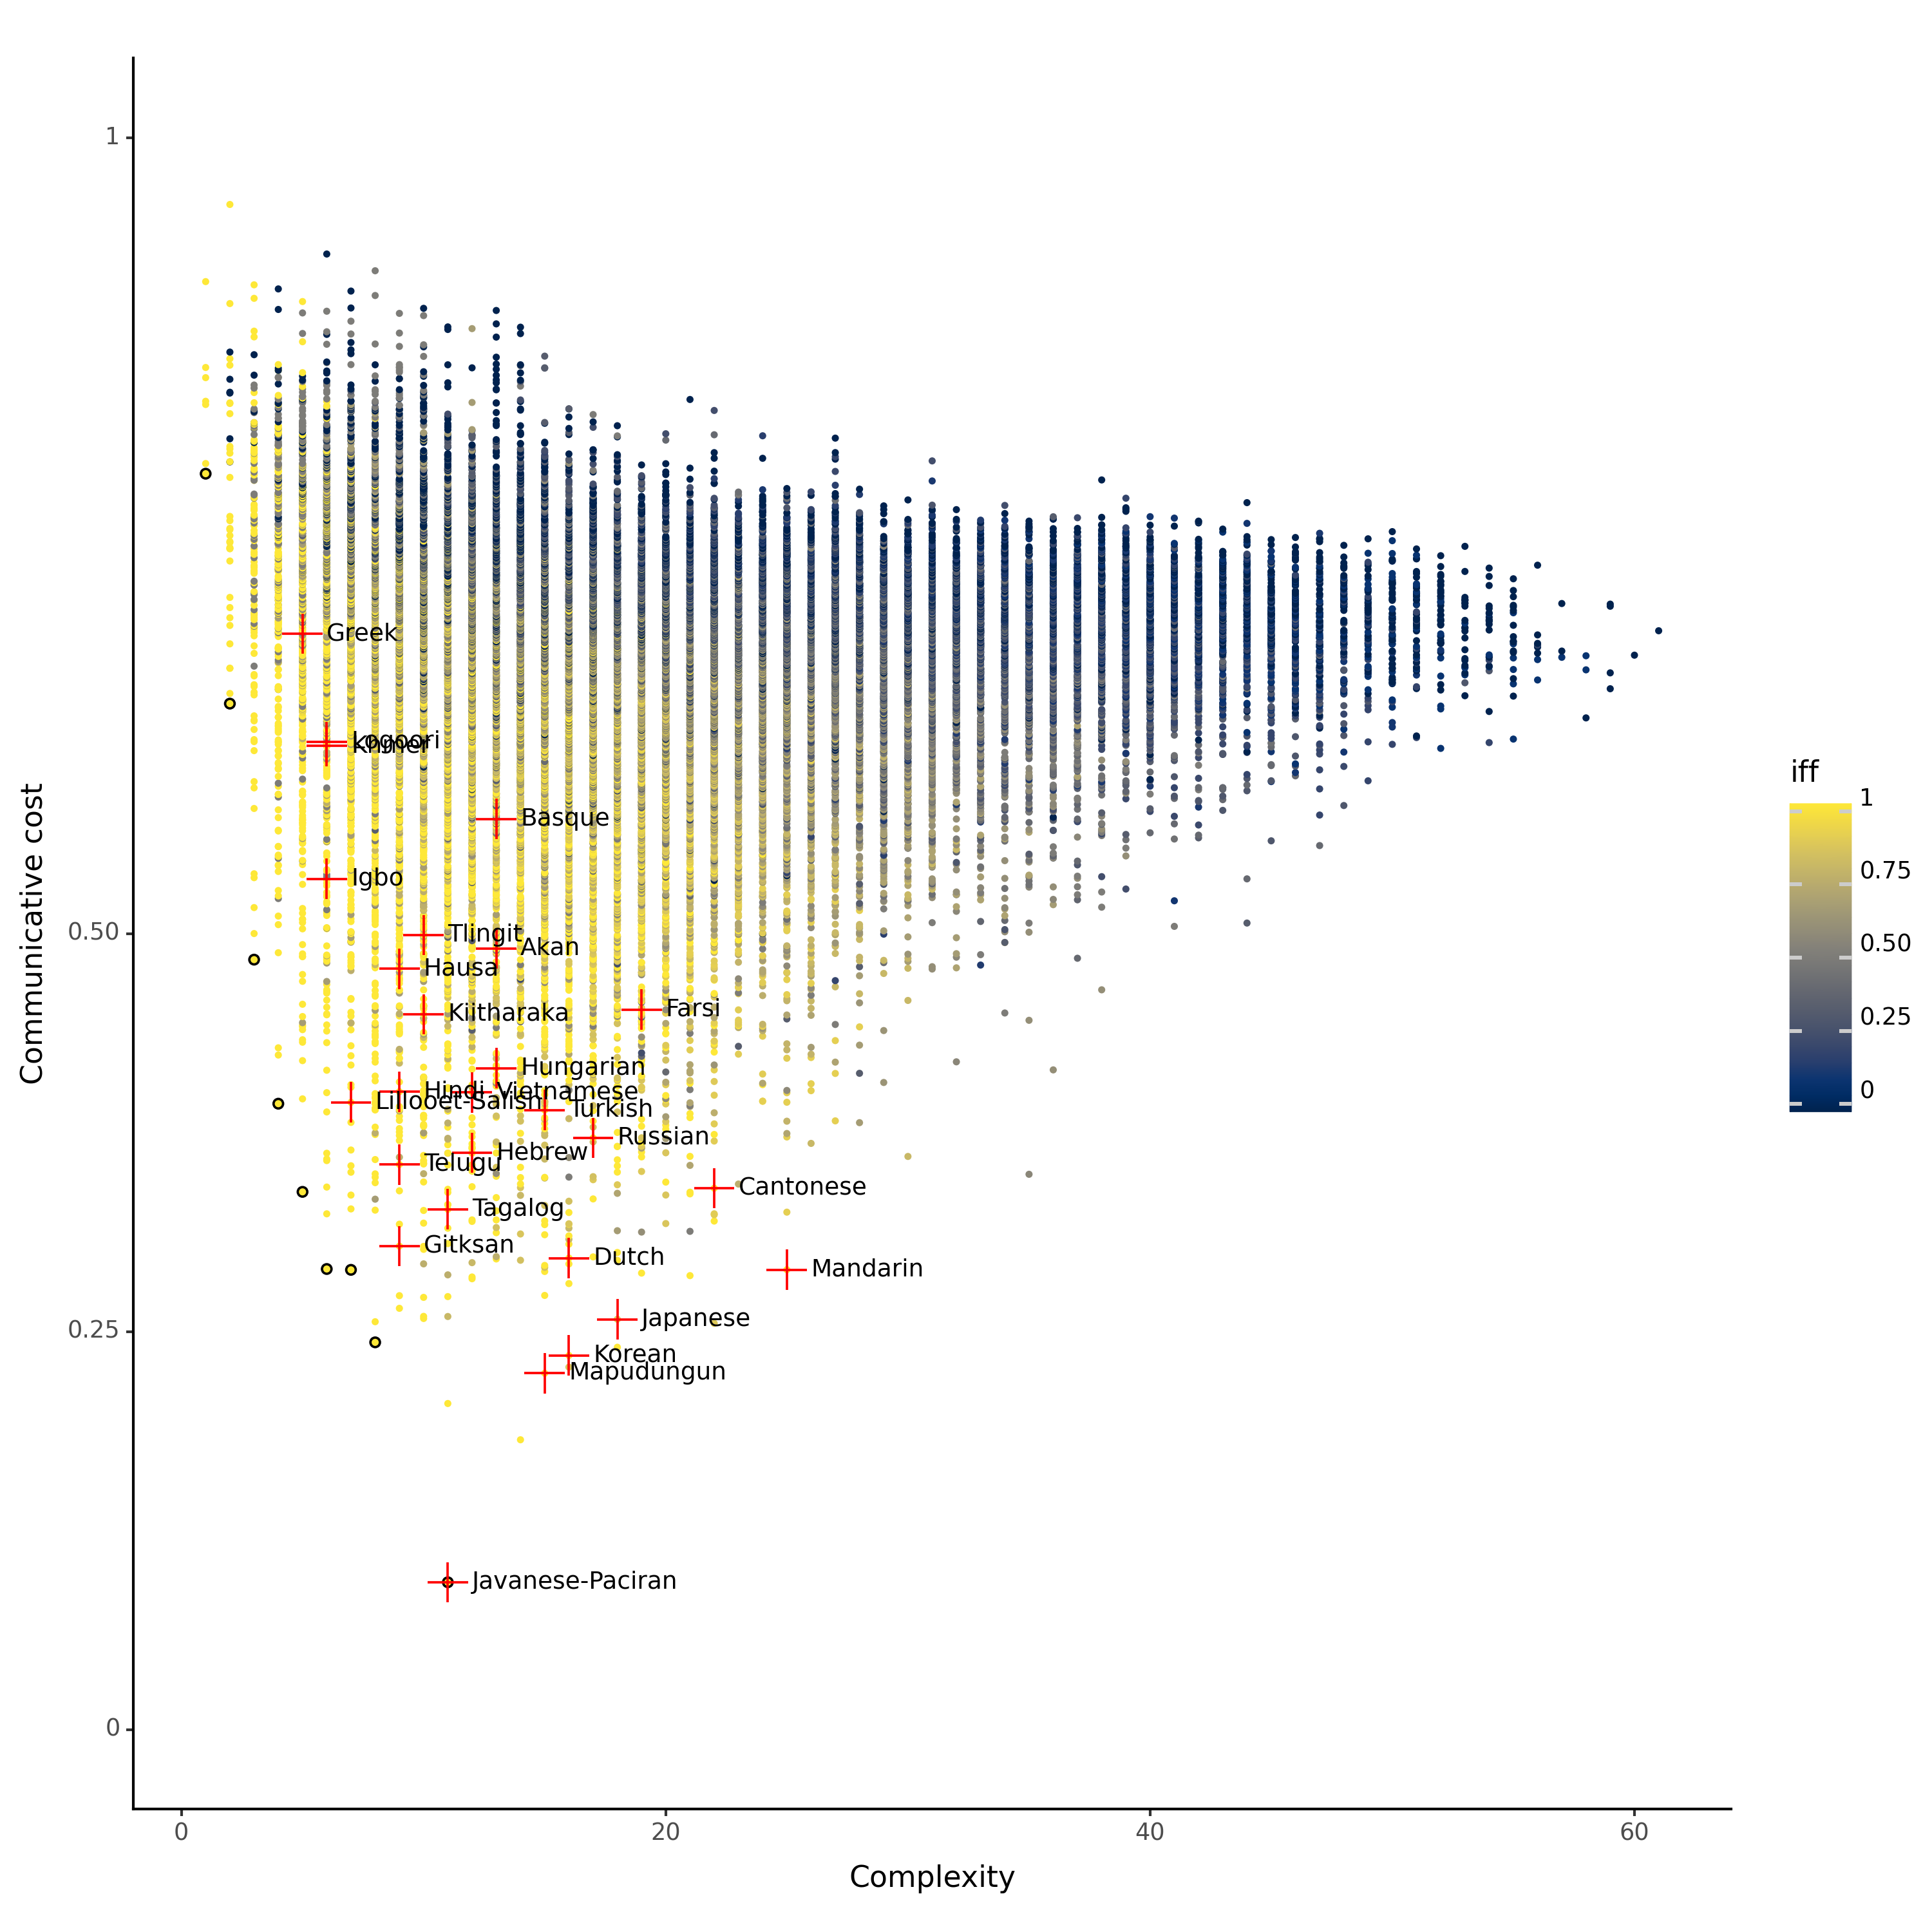 1
0.50
0.25
0
Communicative cost
0
20
40
60
Complexity
Greek
Logoori
Khmer
Basque
Igbo
Tlingit
Akan
Hausa
Farsi
Kiitharaka
Hungarian
Hindi
Vietnamese
Lillooet-Salish
Turkish
Russian
Hebrew
Telugu
Cantonese
Tagalog
Gitksan
Dutch
Mandarin
Japanese
Korean
Mapudungun
Javanese-Paciran
iff
1
0.75
0.50
0.25
0